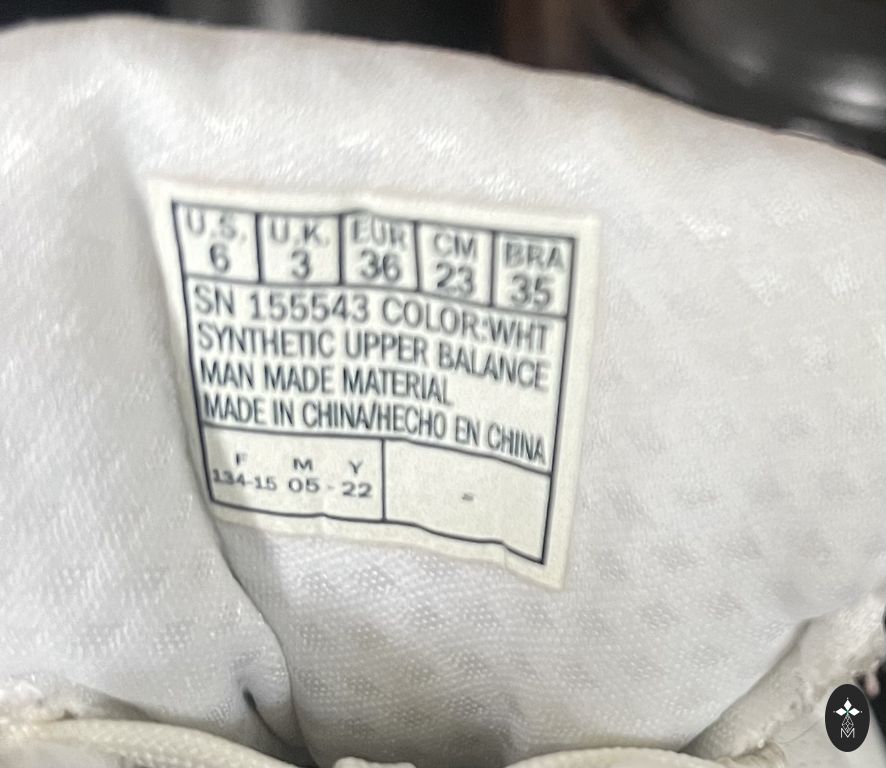 U.S. U.K. EUR CM BRA
6 3 36 23 35
SN 155543 COLOR:WHT
SYNTHETIC UPPER BALANCE
MAN MADE MATERIAL
MADE IN CHINA/HECHO EN CHINA
F M Y
134-15 05 - 22
M